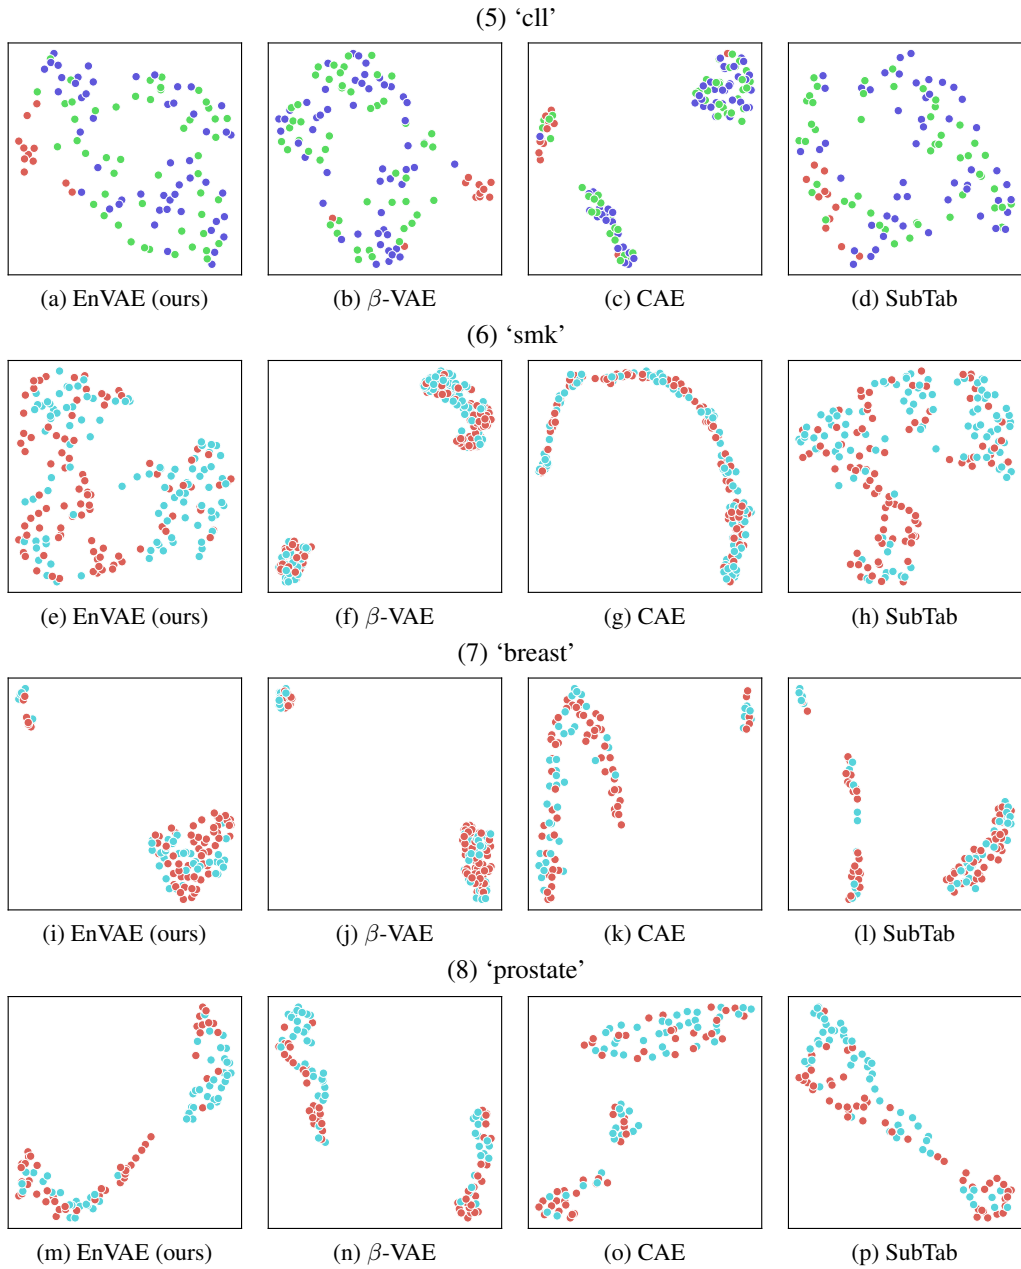 (5) ‘cll’
(a) EnVAE (ours) (b) β-VAE (c) CAE (d) SubTab
(6) ‘smk’
(e) EnVAE (ours) (f) β-VAE (g) CAE (h) SubTab
(7) ‘breast’
(i) EnVAE (ours) (j) β-VAE (k) CAE (l) SubTab
(8) ‘prostate’
(m) EnVAE (ours) (n) β-VAE (o) CAE (p) SubTab